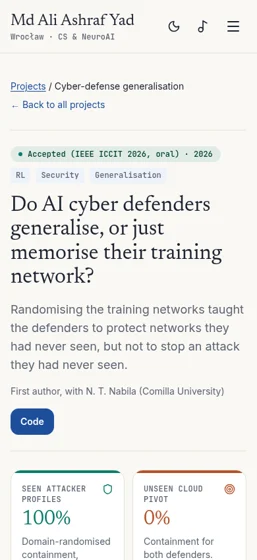 Md Ali Ashraf Yad
Wrocław · CS & NeuroAI
Projects / Cyber-defense generalisation
← Back to all projects
Accepted (IEEE ICCIT 2026, oral) · 2026
RL Security Generalisation
Do AI cyber defenders
generalise, or just
memorise their training
network?
Randomising the training networks taught
the defenders to protect networks they
had never seen, but not to stop an attack
they had never seen.
First author, with N. T. Nabila (Comilla University)
Code
SEEN ATTACKER
PROFILES
100%
Domain-randomised
containment,
UNSEEN CLOUD
PIVOT
0%
Containment for
both defenders.